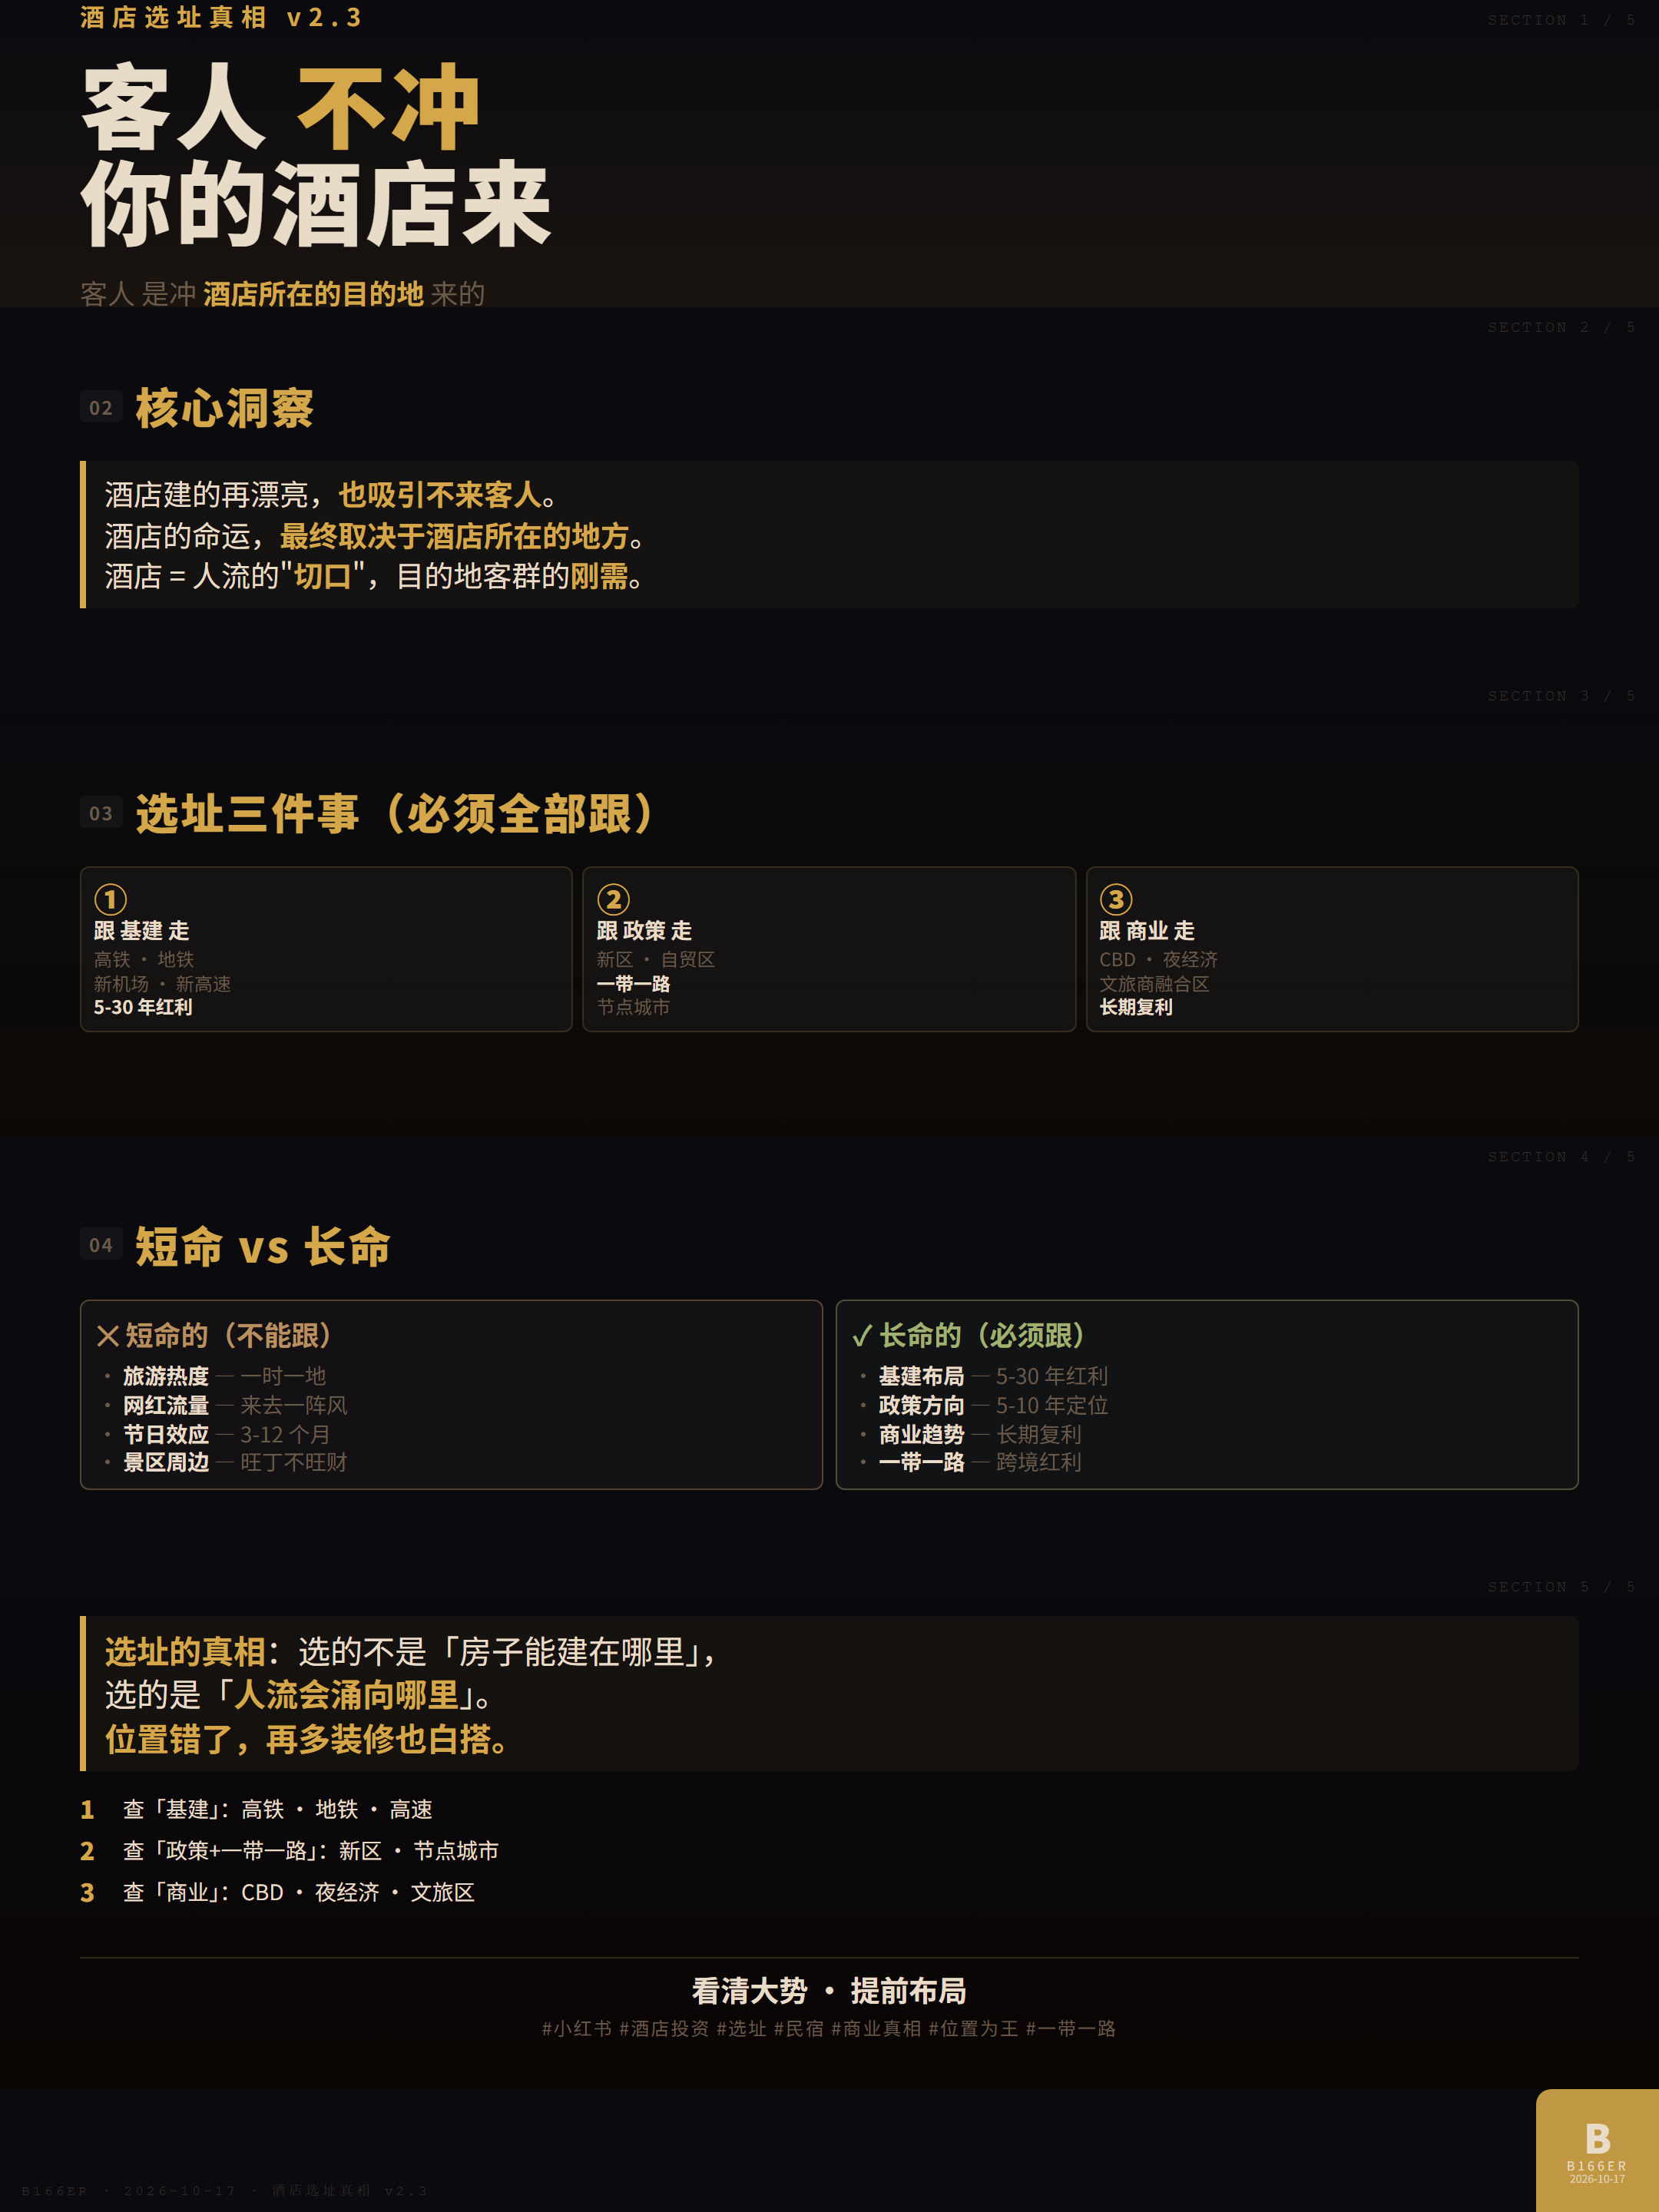 酒店选址真相 v2.3
SECTION 1 / 5
客人 不冲
你的酒店来
客人 是冲 酒店所在的目的地 来的
SECTION 2 / 5
02 核心洞察
酒店建的再漂亮，也吸引不来客人。
酒店的命运，最终取决于酒店所在的地方。
酒店 = 人流的"切口"，目的地客群的刚需。
SECTION 3 / 5
03 选址三件事（必须全部跟）
①
跟 基建 走
高铁 · 地铁
新机场 · 新高速
5-30 年红利
②
跟 政策 走
新区 · 自贸区
一带一路
节点城市
③
跟 商业 走
CBD · 夜经济
文旅商融合区
长期复利
SECTION 4 / 5
04 短命 vs 长命
✕ 短命的（不能跟）
· 旅游热度 — 一时一地
· 网红流量 — 来去一阵风
· 节日效应 — 3-12 个月
· 景区周边 — 旺丁不旺财
✓ 长命的（必须跟）
· 基建布局 — 5-30 年红利
· 政策方向 — 5-10 年定位
· 商业趋势 — 长期复利
· 一带一路 — 跨境红利
SECTION 5 / 5
选址的真相：选的不是「房子能建在哪里」，
选的是「人流会涌向哪里」。
位置错了，再多装修也白搭。
1 查「基建」：高铁 · 地铁 · 高速
2 查「政策+一带一路」：新区 · 节点城市
3 查「商业」：CBD · 夜经济 · 文旅区
看清大势 · 提前布局
#小红书 #酒店投资 #选址 #民宿 #商业真相 #位置为王 #一带一路
B
B166ER
2026-10-17
B166ER · 2026-10-17 · 酒店选址真相 v2.3